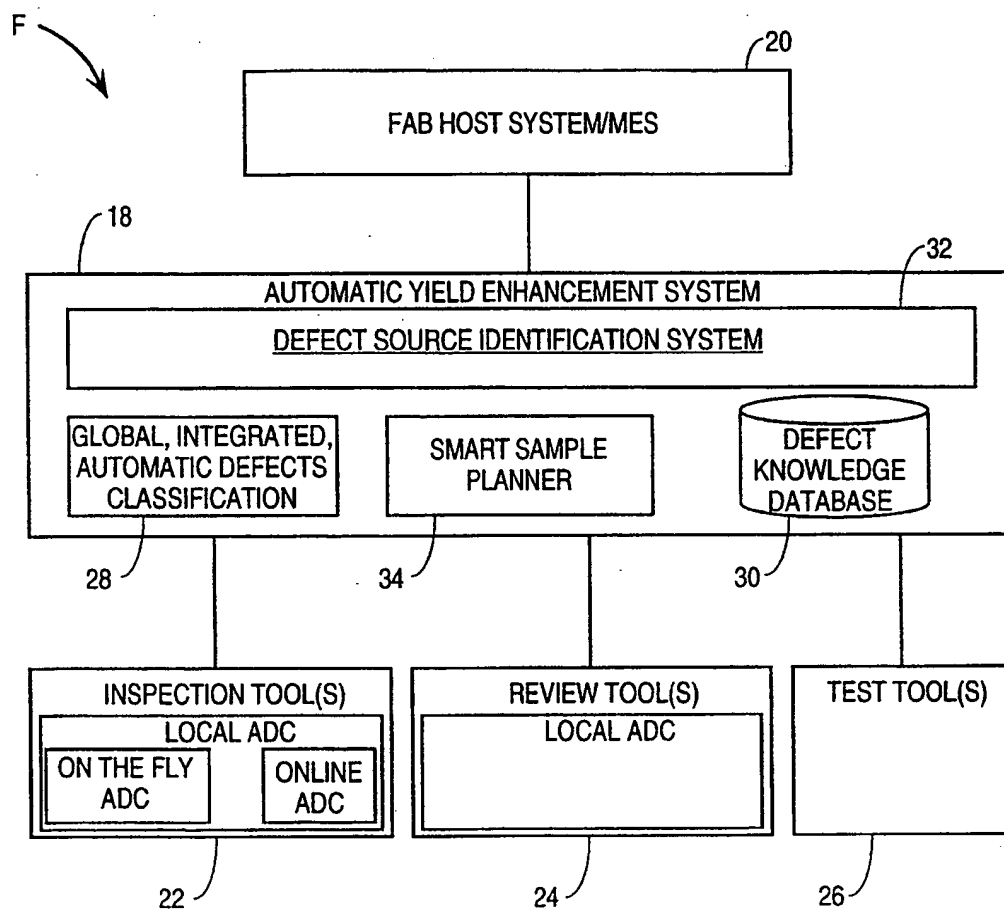 F
20
FAB HOST SYSTEM/MES
18
32
AUTOMATIC YIELD ENHANCEMENT SYSTEM
DEFECT SOURCE IDENTIFICATION SYSTEM
GLOBAL, INTEGRATED,
AUTOMATIC DEFECTS
CLASSIFICATION
SMART SAMPLE
PLANNER
DEFECT
KNOWLEDGE
DATABASE
28
34
30
INSPECTION TOOL(S)
LOCAL ADC
ON THE FLY
ADC
ONLINE
ADC
REVIEW TOOL(S)
LOCAL ADC
TEST TOOL(S)
22
24
26